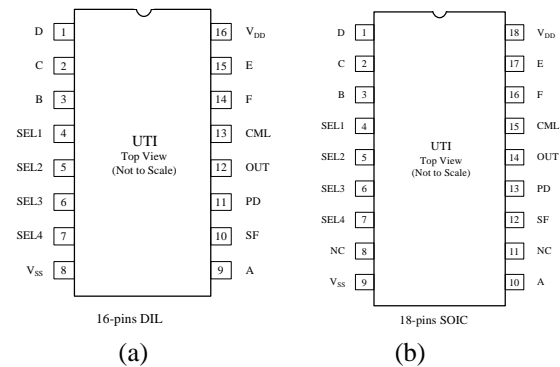 D 1 16 VDD
C 2 15 E
B 3 14 F
SEL1 4 13 CML
SEL2 5 12 OUT
SEL3 6 11 PD
SEL4 7 10 SF
VSS 8 9 A
UTI
Top View
(Not to Scale)
16-pins DIL
(a)
D 1 18 VDD
C 2 17 E
B 3 16 F
SEL1 4 15 CML
SEL2 5 14 OUT
SEL3 6 13 PD
SEL4 7 12 SF
NC 8 11 NC
VSS 9 10 A
UTI
Top View
(Not to Scale)
18-pins SOIC
(b)